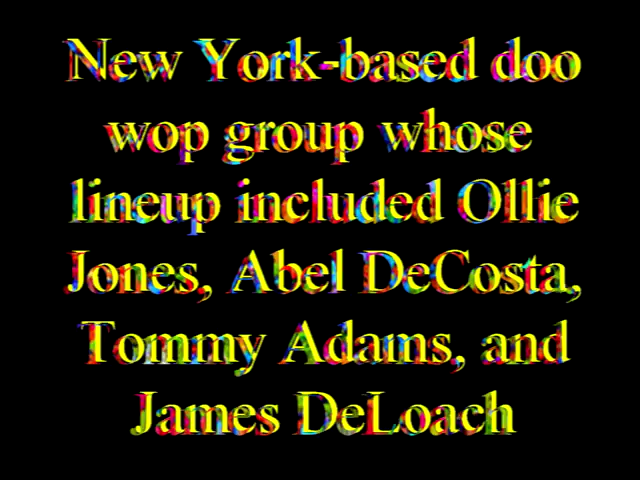 New York-based doo
wop group whose
lineup included Ollie
Jones, Abel DeCosta,
Tommy Adams, and
James DeLoach